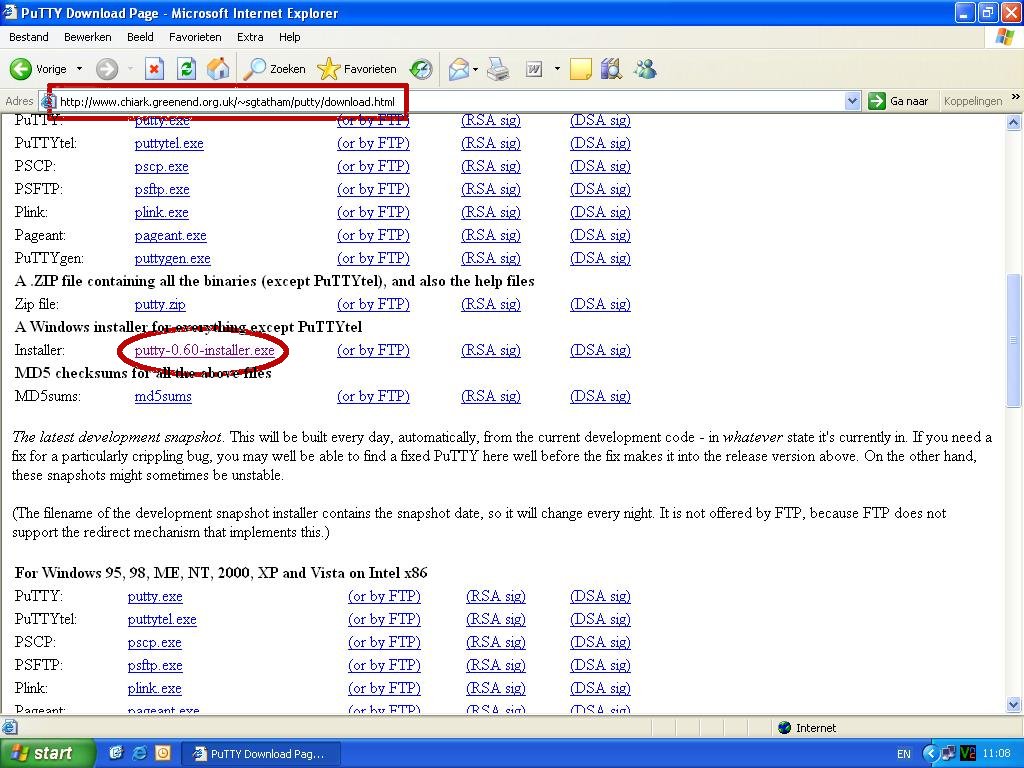 PuTTY Download Page - Microsoft Internet Explorer
Bestand Bewerken Beeld Favorieten Extra Help
Vorige Zoeken Favorieten
Adres http://www.chiark.greenend.org.uk/~sgtatham/putty/download.html Ga naar Koppelingen »
PuTTY: putty.exe (or by FTP) (RSA sig) (DSA sig)
PuTTYtel: puttytel.exe (or by FTP) (RSA sig) (DSA sig)
PSCP: pscp.exe (or by FTP) (RSA sig) (DSA sig)
PSFTP: psftp.exe (or by FTP) (RSA sig) (DSA sig)
Plink: plink.exe (or by FTP) (RSA sig) (DSA sig)
Pageant: pageant.exe (or by FTP) (RSA sig) (DSA sig)
PuTTYgen: puttygen.exe (or by FTP) (RSA sig) (DSA sig)
A .ZIP file containing all the binaries (except PuTTYtel), and also the help files
Zip file: putty.zip (or by FTP) (RSA sig) (DSA sig)
A Windows installer for everything except PuTTYtel
Installer: putty-0.60-installer.exe (or by FTP) (RSA sig) (DSA sig)
MD5 checksums for all the above files
MD5sums: md5sums (or by FTP) (RSA sig) (DSA sig)
The latest development snapshot. This will be built every day, automatically, from the current development code - in whatever state it's currently in. If you need a
fix for a particularly crippling bug, you may well be able to find a fixed PuTTY here well before the fix makes it into the release version above. On the other hand,
these snapshots might sometimes be unstable.
(The filename of the development snapshot installer contains the snapshot date, so it will change every night. It is not offered by FTP, because FTP does not
support the redirect mechanism that implements this.)
For Windows 95, 98, ME, NT, 2000, XP and Vista on Intel x86
PuTTY: putty.exe (or by FTP) (RSA sig) (DSA sig)
PuTTYtel: puttytel.exe (or by FTP) (RSA sig) (DSA sig)
PSCP: pscp.exe (or by FTP) (RSA sig) (DSA sig)
PSFTP: psftp.exe (or by FTP) (RSA sig) (DSA sig)
Plink: plink.exe (or by FTP) (RSA sig) (DSA sig)
Pageant: pageant.exe (or by FTP) (RSA sig) (DSA sig)
Internet
start PuTTY Download Pag... EN 11:08